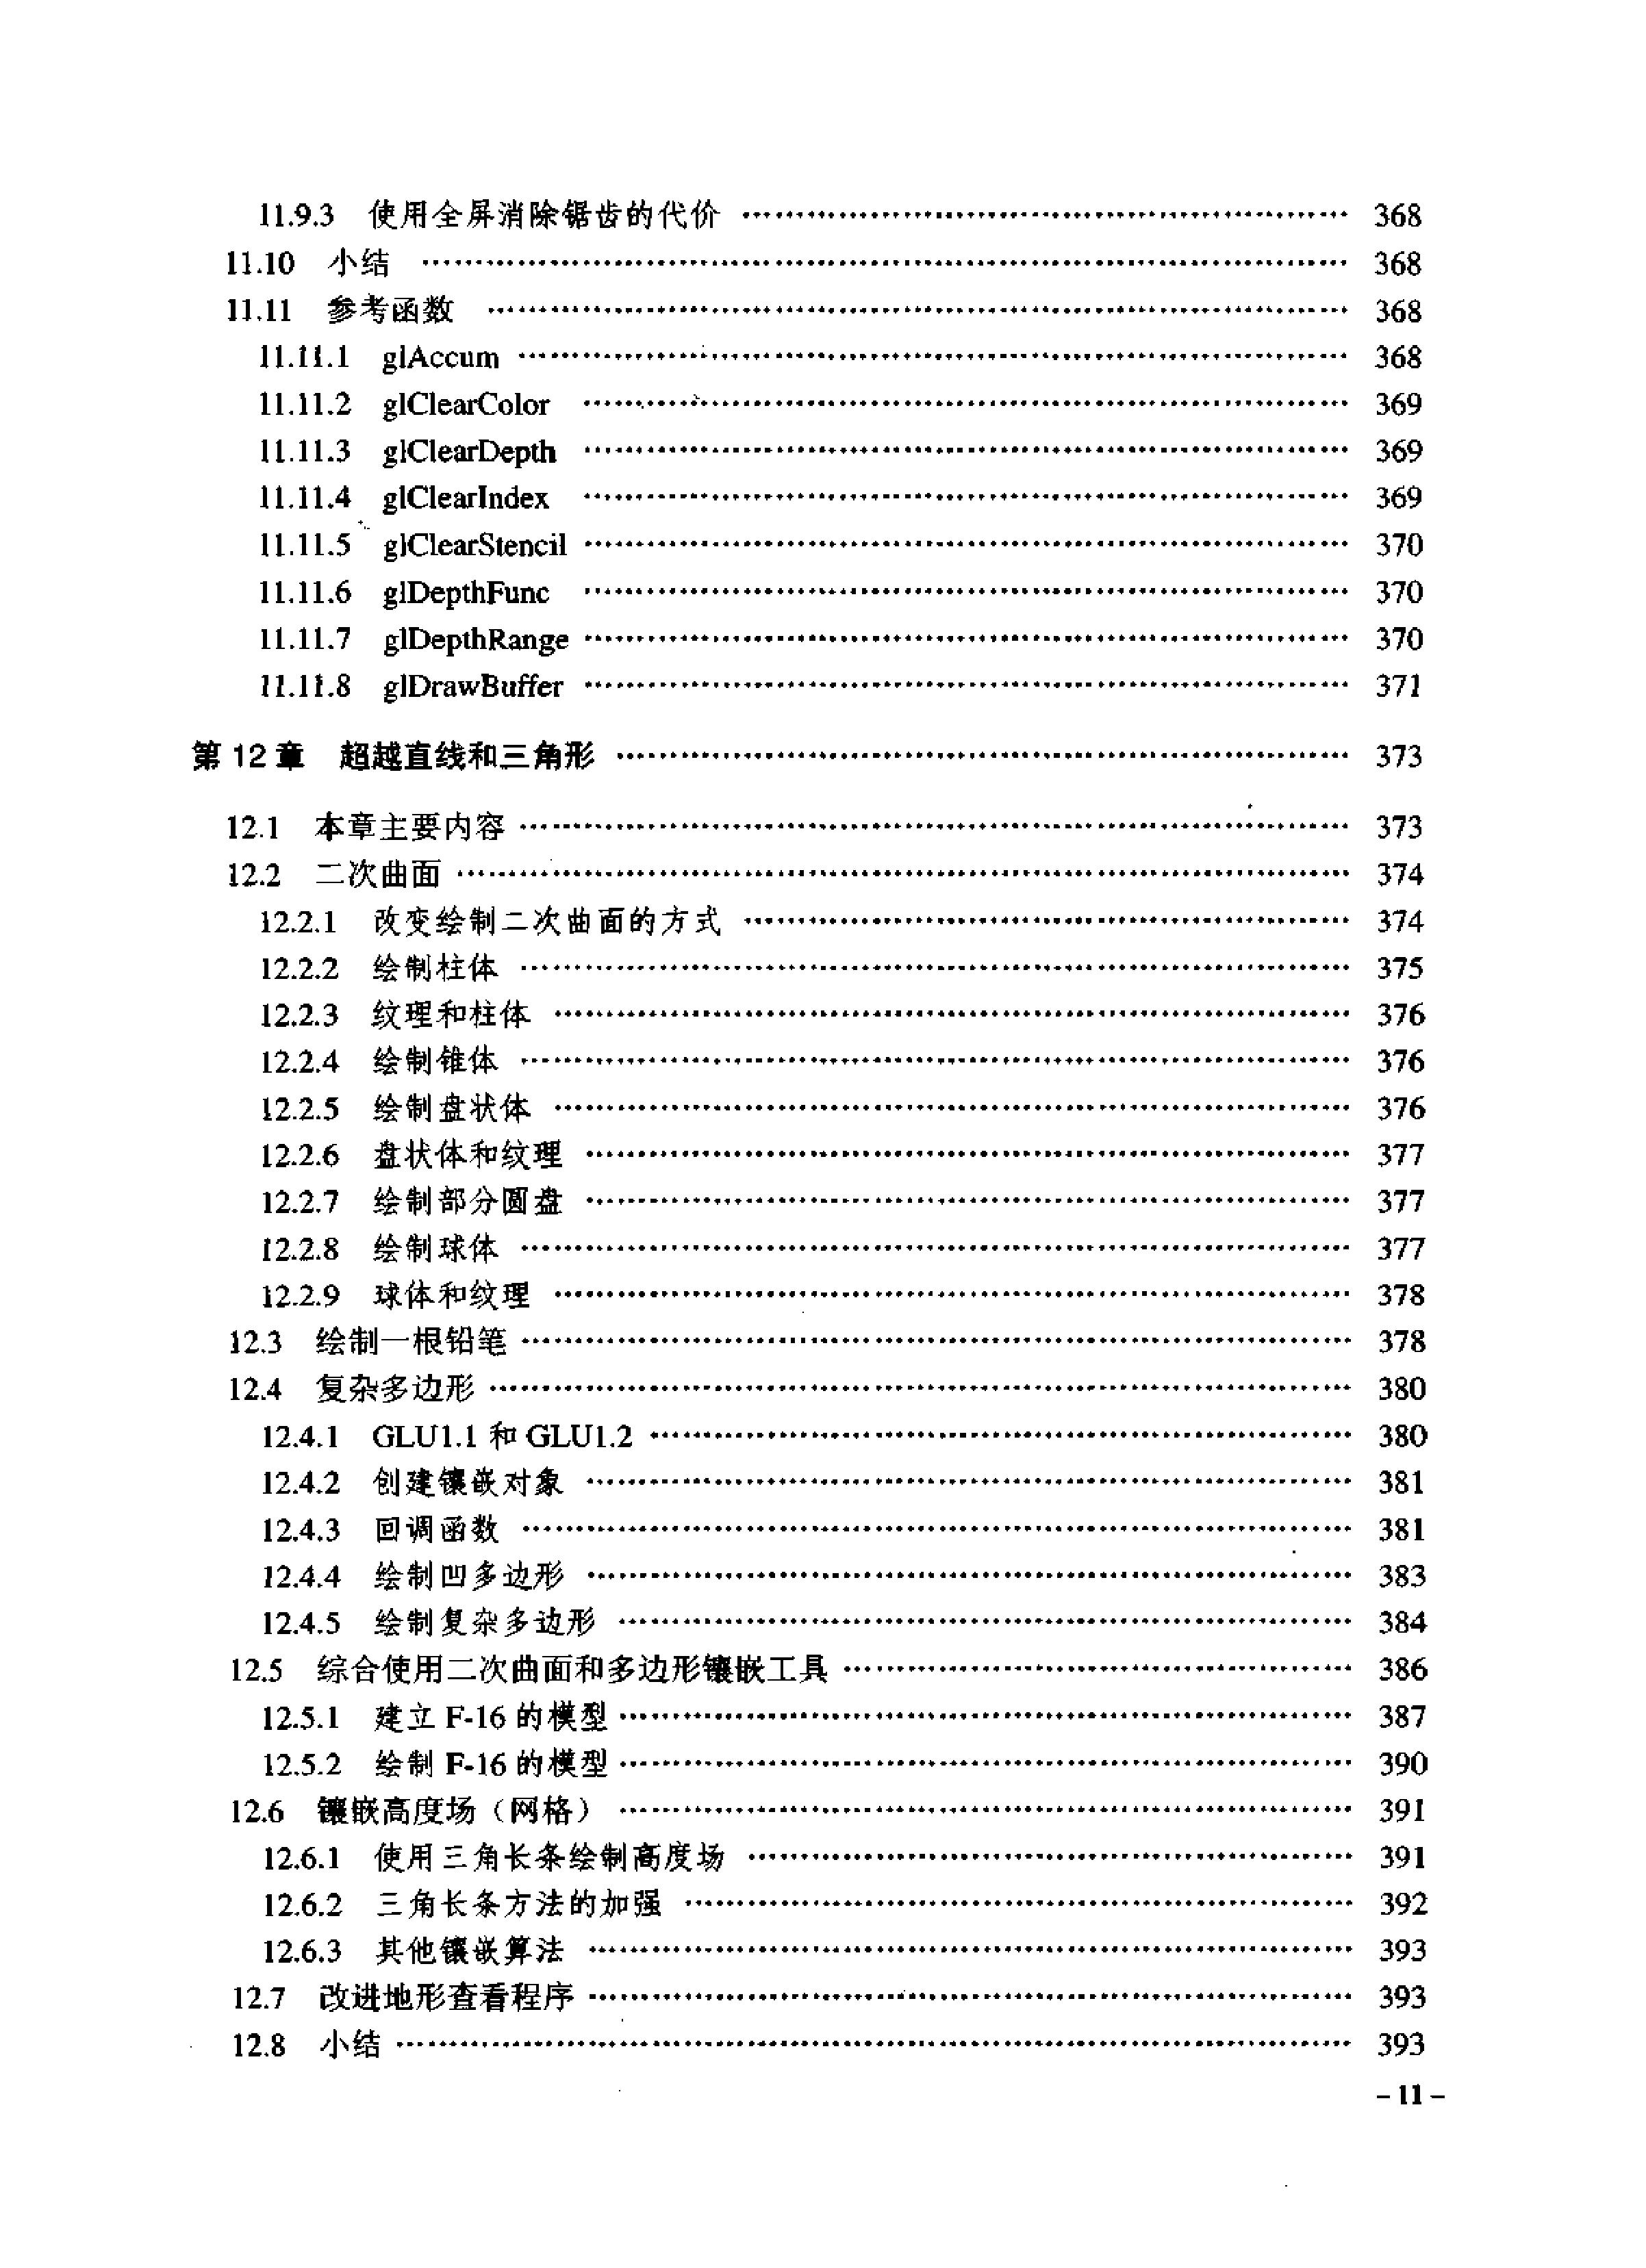 11.9.3 使用全屏消除锯齿的代价 368
11.10 小结 368
11.11 参考函数 368
11.11.1 glAccum 368
11.11.2 glClearColor 369
11.11.3 glClearDepth 369
11.11.4 glClearIndex 369
11.11.5 glClearStencil 370
11.11.6 glDepthFunc 370
11.11.7 glDepthRange 370
11.11.8 glDrawBuffer 371
第 12 章 超越直线和三角形 373
12.1 本章主要内容 373
12.2 二次曲面 374
12.2.1 改变绘制二次曲面的方式 374
12.2.2 绘制柱体 375
12.2.3 纹理和柱体 376
12.2.4 绘制锥体 376
12.2.5 绘制盘状体 376
12.2.6 盘状体和纹理 377
12.2.7 绘制部分圆盘 377
12.2.8 绘制球体 377
12.2.9 球体和纹理 378
12.3 绘制一根铅笔 378
12.4 复杂多边形 380
12.4.1 GLU1.1 和 GLU1.2 380
12.4.2 创建镶嵌对象 381
12.4.3 回调函数 381
12.4.4 绘制凹多边形 383
12.4.5 绘制复杂多边形 384
12.5 综合使用二次曲面和多边形镶嵌工具 386
12.5.1 建立 F-16 的模型 387
12.5.2 绘制 F-16 的模型 390
12.6 镶嵌高度场（网格） 391
12.6.1 使用三角长条绘制高度场 391
12.6.2 三角长条方法的加强 392
12.6.3 其他镶嵌算法 393
12.7 改进地形查看程序 393
12.8 小结 393
- 11 -